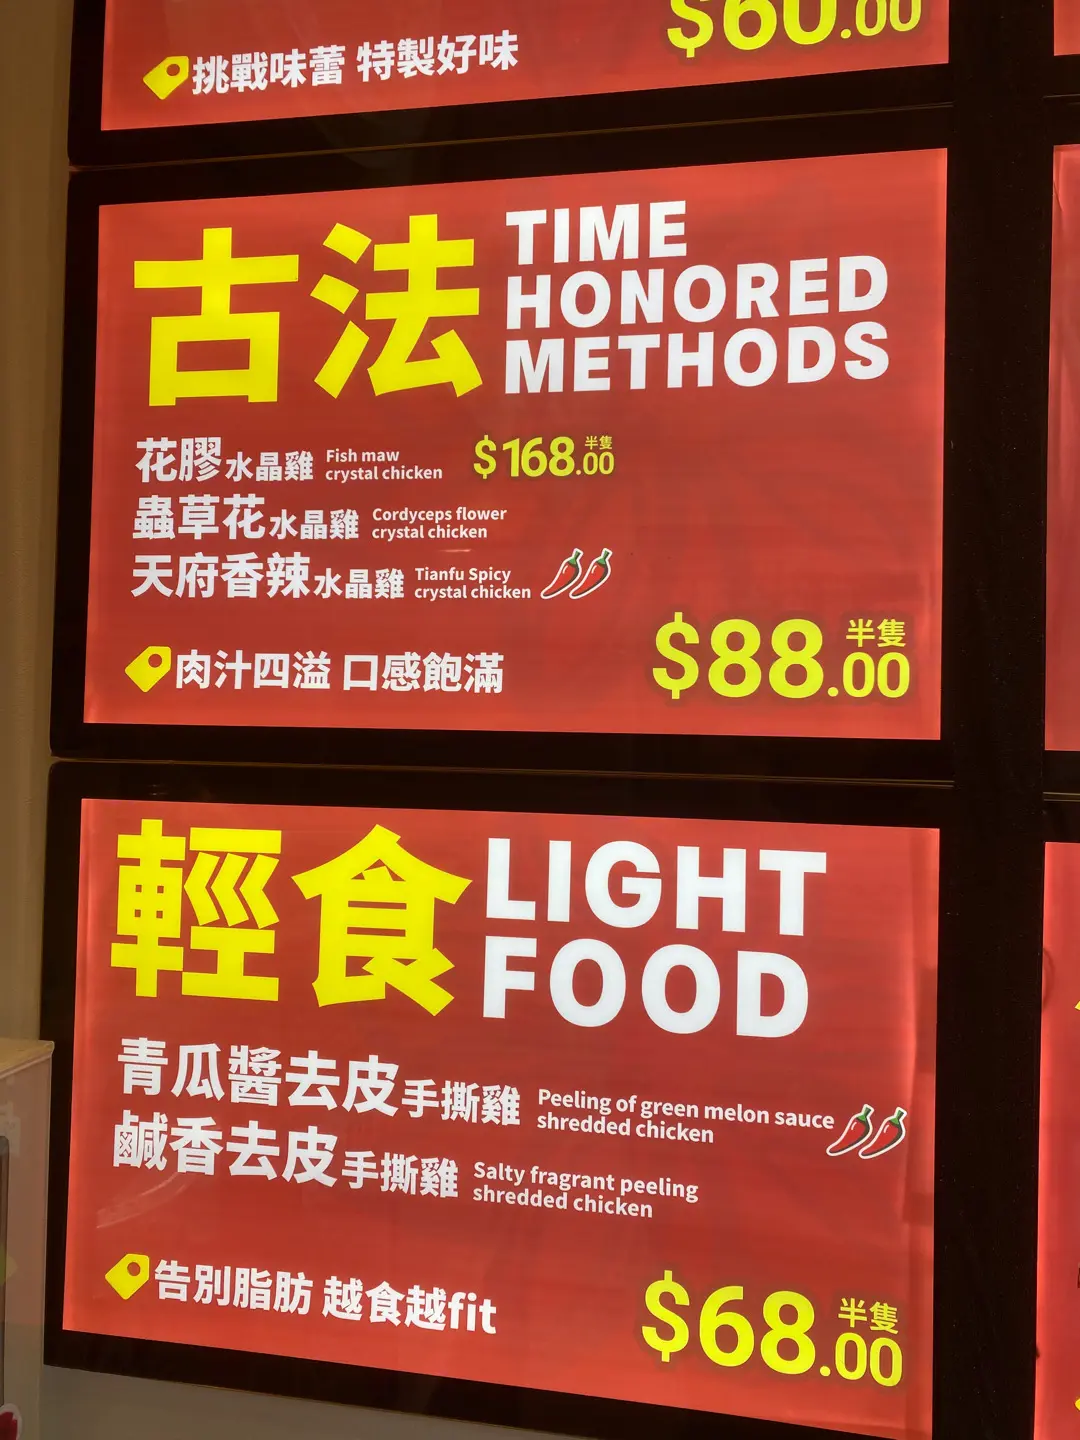 $60.00
挑戰味蕾 特製好味
古法
TIME
HONORED
METHODS
花膠水晶雞 Fish maw crystal chicken $168.00 半隻
蟲草花水晶雞 Cordyceps flower crystal chicken
天府香辣水晶雞 Tianfu Spicy crystal chicken
肉汁四溢 口感飽滿
$88.00 半隻
輕食
LIGHT
FOOD
青瓜醬去皮手撕雞 Peeling of green melon sauce shredded chicken
鹹香去皮手撕雞 Salty fragrant peeling shredded chicken
告別脂肪 越食越fit
$68.00 半隻